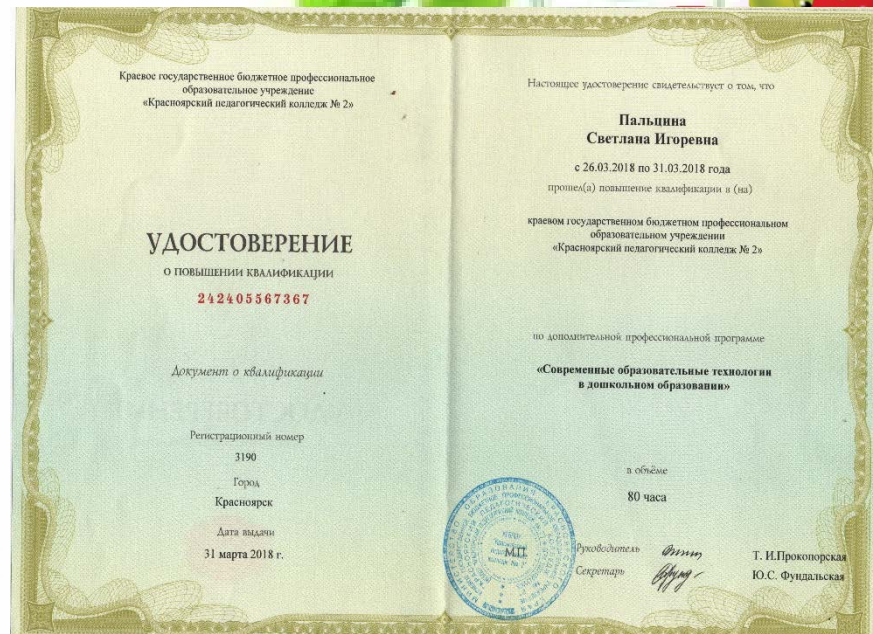 Краевое государственное бюджетное профессиональное
образовательное учреждение
«Красноярский педагогический колледж № 2»
УДОСТОВЕРЕНИЕ
О ПОВЫШЕНИИ КВАЛИФИКАЦИИ
242405567367
Документ о квалификации
Регистрационный номер
3190
Город
Красноярск
Дата выдачи
31 марта 2018 г.
Настоящее удостоверение свидетельствует о том, что
Пальцина
Светлана Игоревна
с 26.03.2018 по 31.03.2018 года
прошел(а) повышение квалификации в (на)
краевом государственном бюджетном профессиональном
образовательном учреждении
«Красноярский педагогический колледж № 2»
по дополнительной профессиональной программе
«Современные образовательные технологии
в дошкольном образовании»
в объёме
80 часа
М.П.
Руководитель
Т. И.Прокопорская
Секретарь
Ю.С. Фундальская